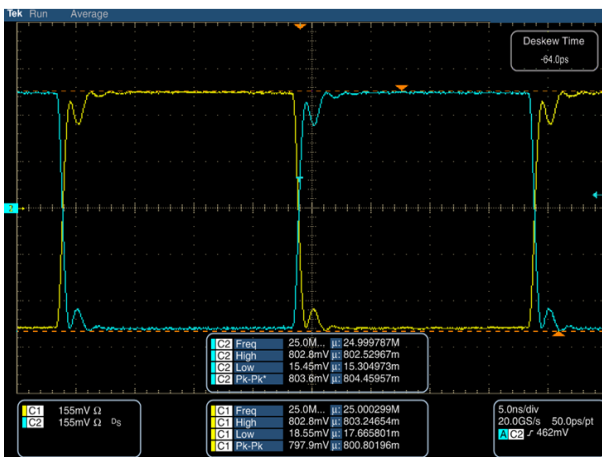 Tek Run Average
Deskew Time
-64.0ps
2
C2 Freq 25.0M... µ: 24.999787M
C2 High 802.8mV µ: 802.52967m
C2 Low 15.45mV µ: 15.304973m
C2 Pk-Pk* 803.6mV µ: 804.45957m
C1 155mV Ω
C2 155mV Ω Ds
C1 Freq 25.0M... µ: 25.000299M
C1 High 802.8mV µ: 803.24654m
C1 Low 18.55mV µ: 17.665801m
C1 Pk-Pk 797.9mV µ: 800.80196m
5.0ns/div
20.0GS/s 50.0ps/pt
A C2 ƒ 462mV